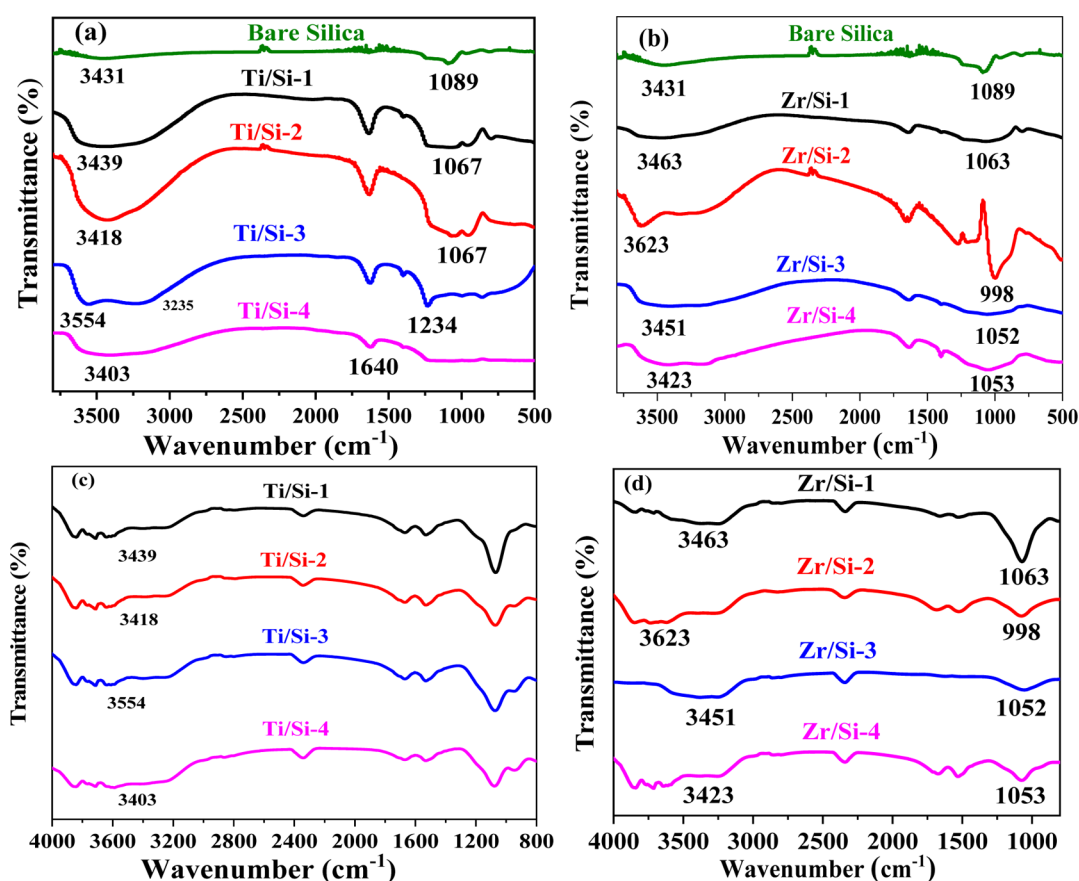 (a)
Bare Silica
3431
1089
Ti/Si-1
3439
1067
Ti/Si-2
3418
1067
Ti/Si-3
3554
3235
1234
Ti/Si-4
3403
1640
Transmittance (%)
3500 3000 2500 2000 1500 1000 500
Wavenumber (cm⁻¹)
(b)
Bare Silica
3431
1089
Zr/Si-1
3463
1063
Zr/Si-2
3623
998
Zr/Si-3
3451
1052
Zr/Si-4
3423
1053
Transmittance (%)
3500 3000 2500 2000 1500 1000 500
Wavenumber (cm⁻¹)
(c)
Ti/Si-1
3439
Ti/Si-2
3418
Ti/Si-3
3554
Ti/Si-4
3403
Transmittance (%)
4000 3600 3200 2800 2400 2000 1600 1200 800
Wavenumber (cm⁻¹)
(d)
Zr/Si-1
3463
1063
Zr/Si-2
3623
998
Zr/Si-3
3451
1052
Zr/Si-4
3423
1053
Transmittance (%)
4000 3500 3000 2500 2000 1500 1000
Wavenumber (cm⁻¹)